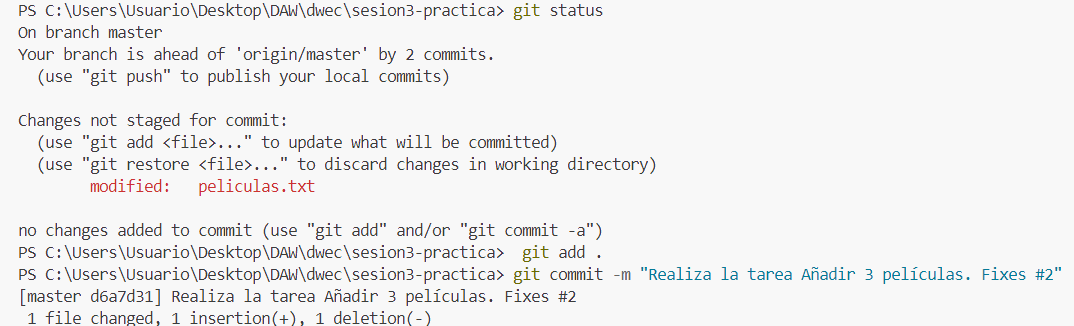 PS C:\Users\Usuario\Desktop\DAW\dwec\sesion3-practica> git status
On branch master
Your branch is ahead of 'origin/master' by 2 commits.
  (use "git push" to publish your local commits)

Changes not staged for commit:
  (use "git add <file>..." to update what will be committed)
  (use "git restore <file>..." to discard changes in working directory)
        modified:   peliculas.txt

no changes added to commit (use "git add" and/or "git commit -a")
PS C:\Users\Usuario\Desktop\DAW\dwec\sesion3-practica>  git add .
PS C:\Users\Usuario\Desktop\DAW\dwec\sesion3-practica> git commit -m "Realiza la tarea Añadir 3 películas. Fixes #2"
[master d6a7d31] Realiza la tarea Añadir 3 películas. Fixes #2
 1 file changed, 1 insertion(+), 1 deletion(-)